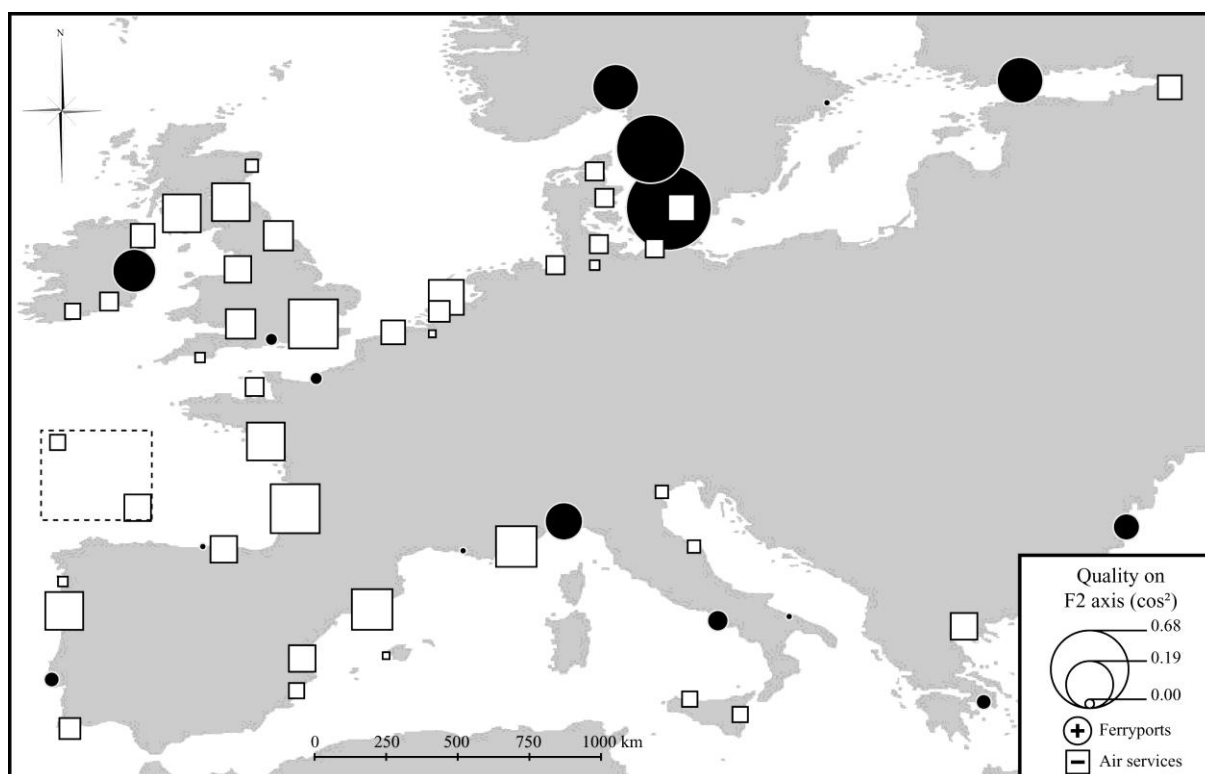 N
Quality on
F2 axis (cos²)
0.68
0.19
0.00
+ Ferryports
− Air services
0 250 500 750 1000 km